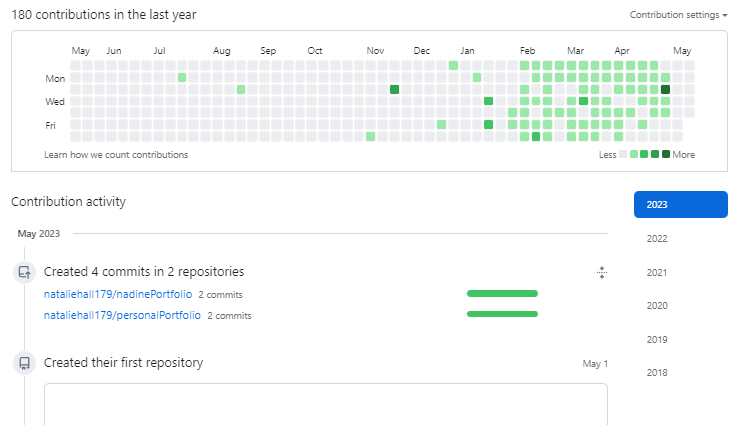 180 contributions in the last year
Contribution settings
May Jun Jul Aug Sep Oct Nov Dec Jan Feb Mar Apr May
Mon
Wed
Fri
Learn how we count contributions
Less More
Contribution activity
2023
May 2023
2022
Created 4 commits in 2 repositories
2021
nataliehall179/nadinePortfolio 2 commits
2020
nataliehall179/personalPortfolio 2 commits
2019
Created their first repository
May 1
2018